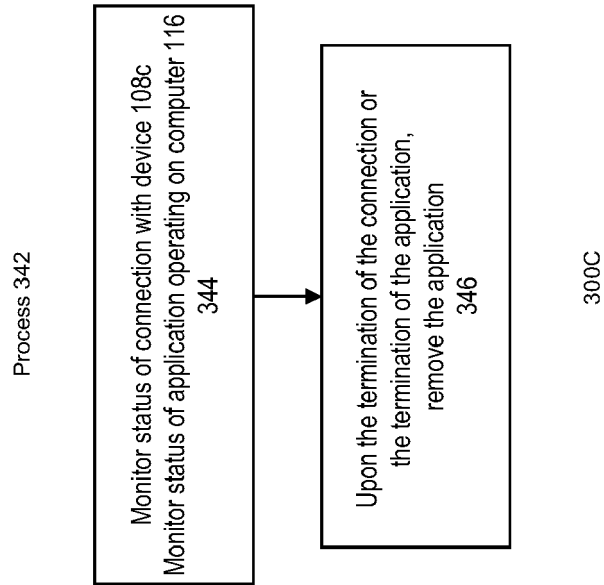 Process 342
Monitor status of connection with device 108c
Monitor status of application operating on computer 116
344
Upon the termination of the connection or
the termination of the application,
remove the application
346
300C